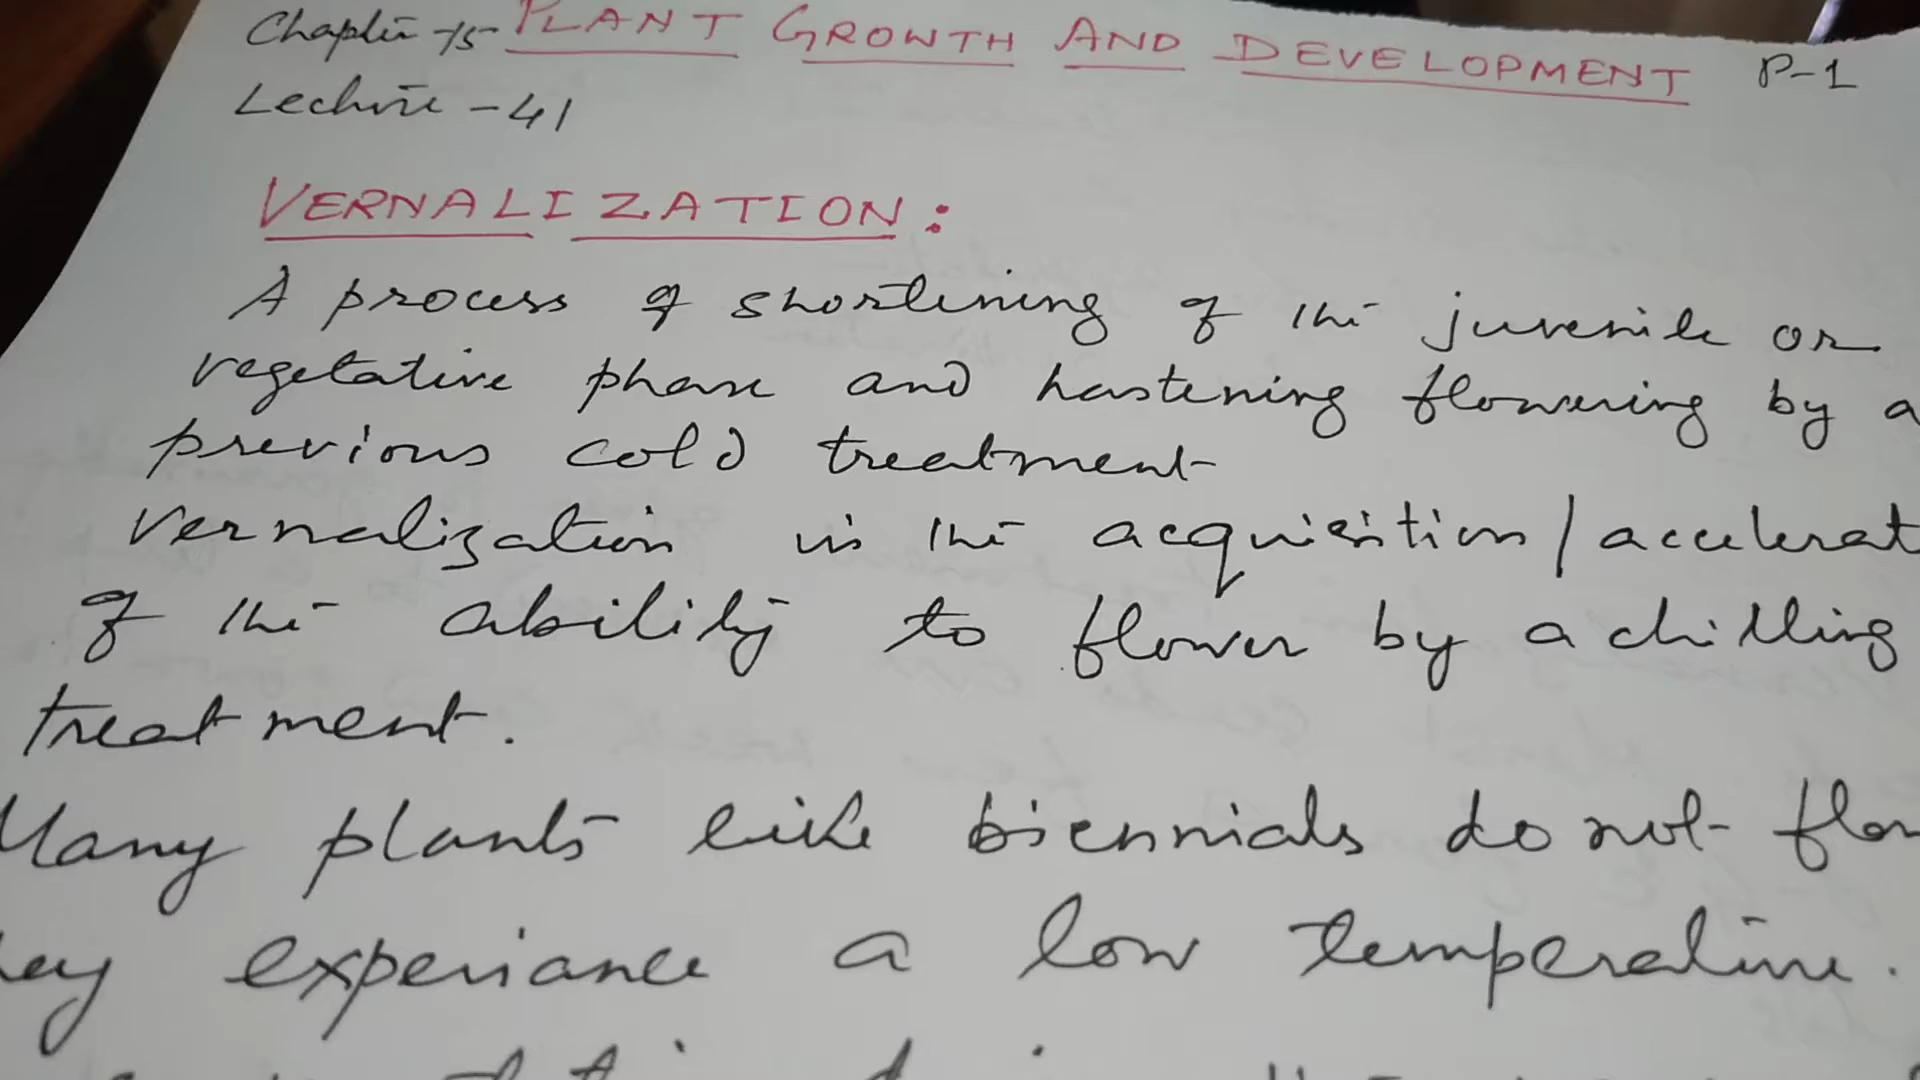 Chapter-15- PLANT GROWTH AND DEVELOPMENT P-1
Lecture - 41
VERNALIZATION:
A process of shortening of the juvenile or
vegetative phase and hastening flowering by a
previous cold treatment
Vernalization is the acquisition / accelerat
of the ability to flower by a chilling
treatment.
Many plants like biennials do not flow
hey experiance a low temperature.